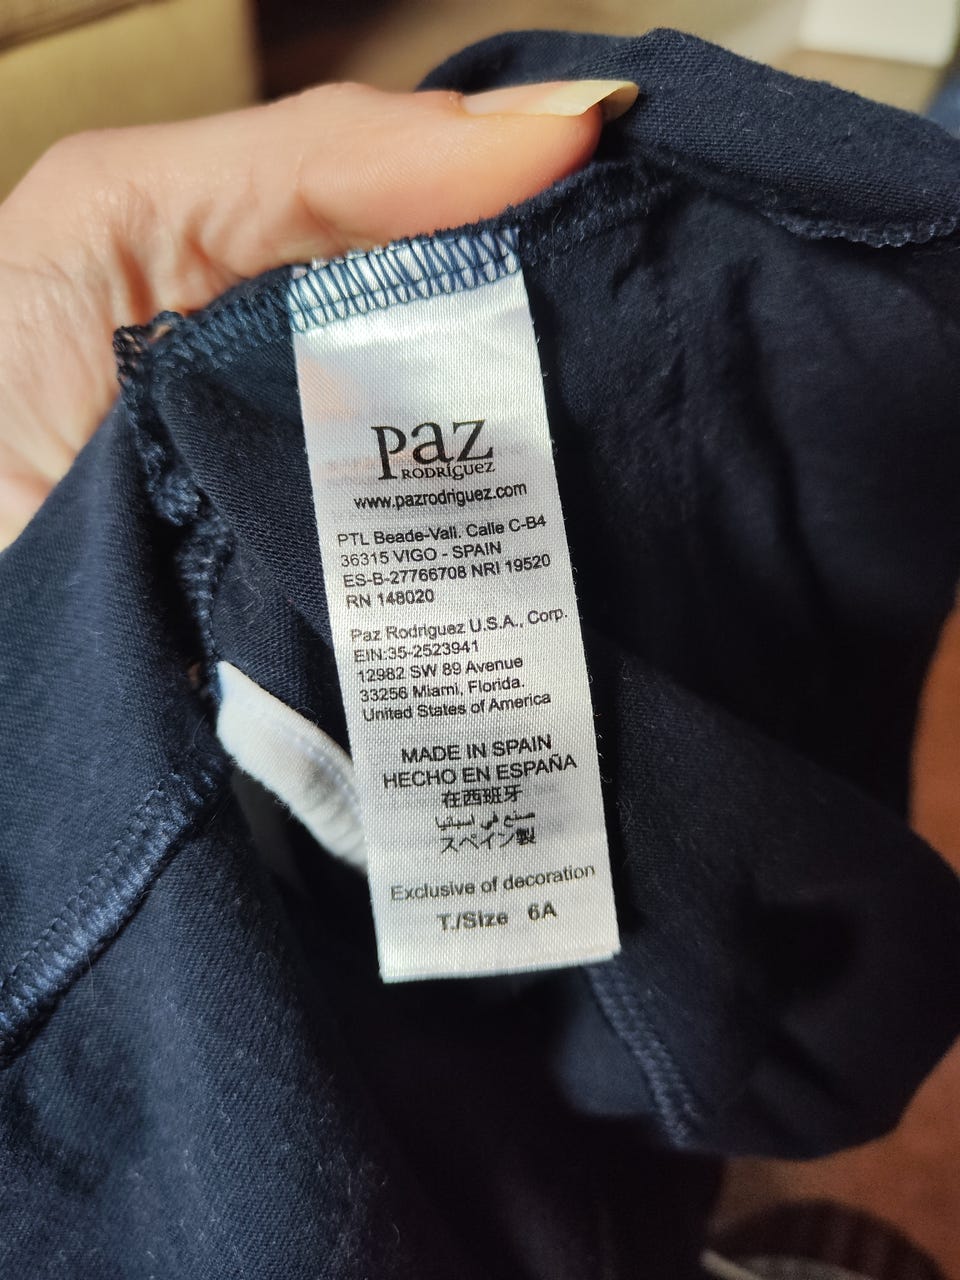 paz
RODRÍGUEZ
www.pazrodriguez.com
PTL Beade-Vall. Calle C-B4
36315 VIGO - SPAIN
ES-B-27766708 NRI 19520
RN 148020
Paz Rodriguez U.S.A., Corp.
EIN:35-2523941
12982 SW 89 Avenue
33256 Miami, Florida.
United States of America
MADE IN SPAIN
HECHO EN ESPAÑA
在西班牙
صنع في اسبانيا
スペイン製
Exclusive of decoration
T./Size 6A